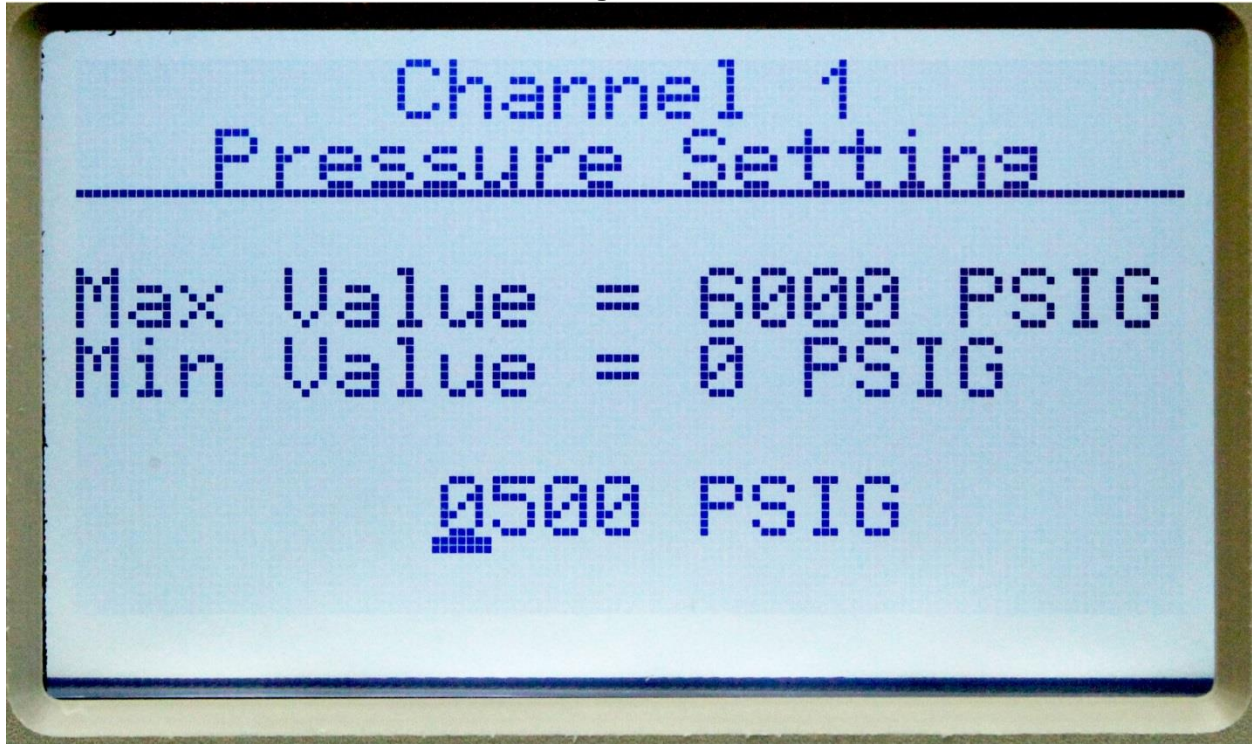 Channel 1
Pressure Setting
Max Value = 6000 PSIG
Min Value = 0 PSIG
0500 PSIG